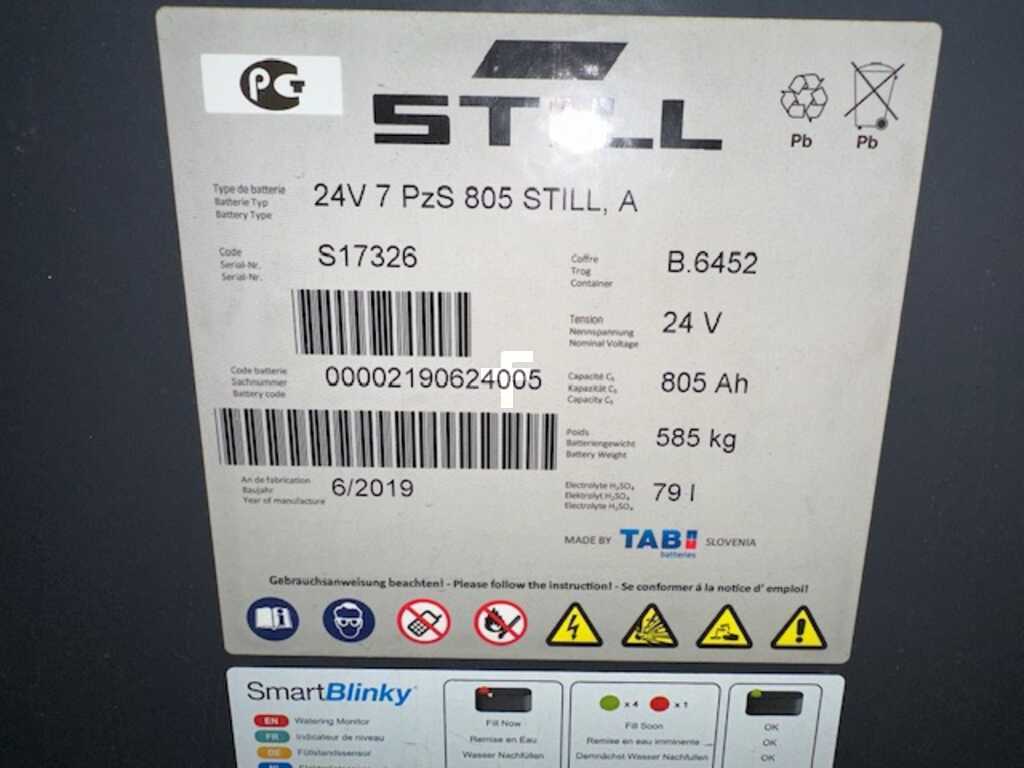 STILL
Pb
Pb
Type de batterie
Batterie Typ
Battery Type
24V 7 PzS 805 STILL, A
Code
Serial-Nr.
Serial-Nr.
S17326
Coffre
Trog
Container
B.6452
Tension
Nennspannung
Nominal Voltage
24 V
Code batterie
Sachnummer
Battery code
00002190624005
Capacité C₅
Kapazität C₅
Capacity C₅
805 Ah
Poids
Batteriengewicht
Battery Weight
585 kg
An de fabrication
Baujahr
Year of manufacture
6/2019
Electrolyte H₂SO₄
Elektrolyt H₂SO₄
Electrolyte H₂SO₄
79 l
MADE BY TAB batteries SLOVENIA
Gebrauchsanweisung beachten! - Please follow the instruction! - Se conformer á la notice d' emploi!
SmartBlinky
EN Watering Monitor
FR Indicateur de niveau
DE Füllstandssensor
Fill Now
Remise en Eau
Wasser Nachfüllen
x 4 x 1
Fill Soon
Remise en eau imminente
Demnächst Wasser Nachfüllen
OK
OK
OK